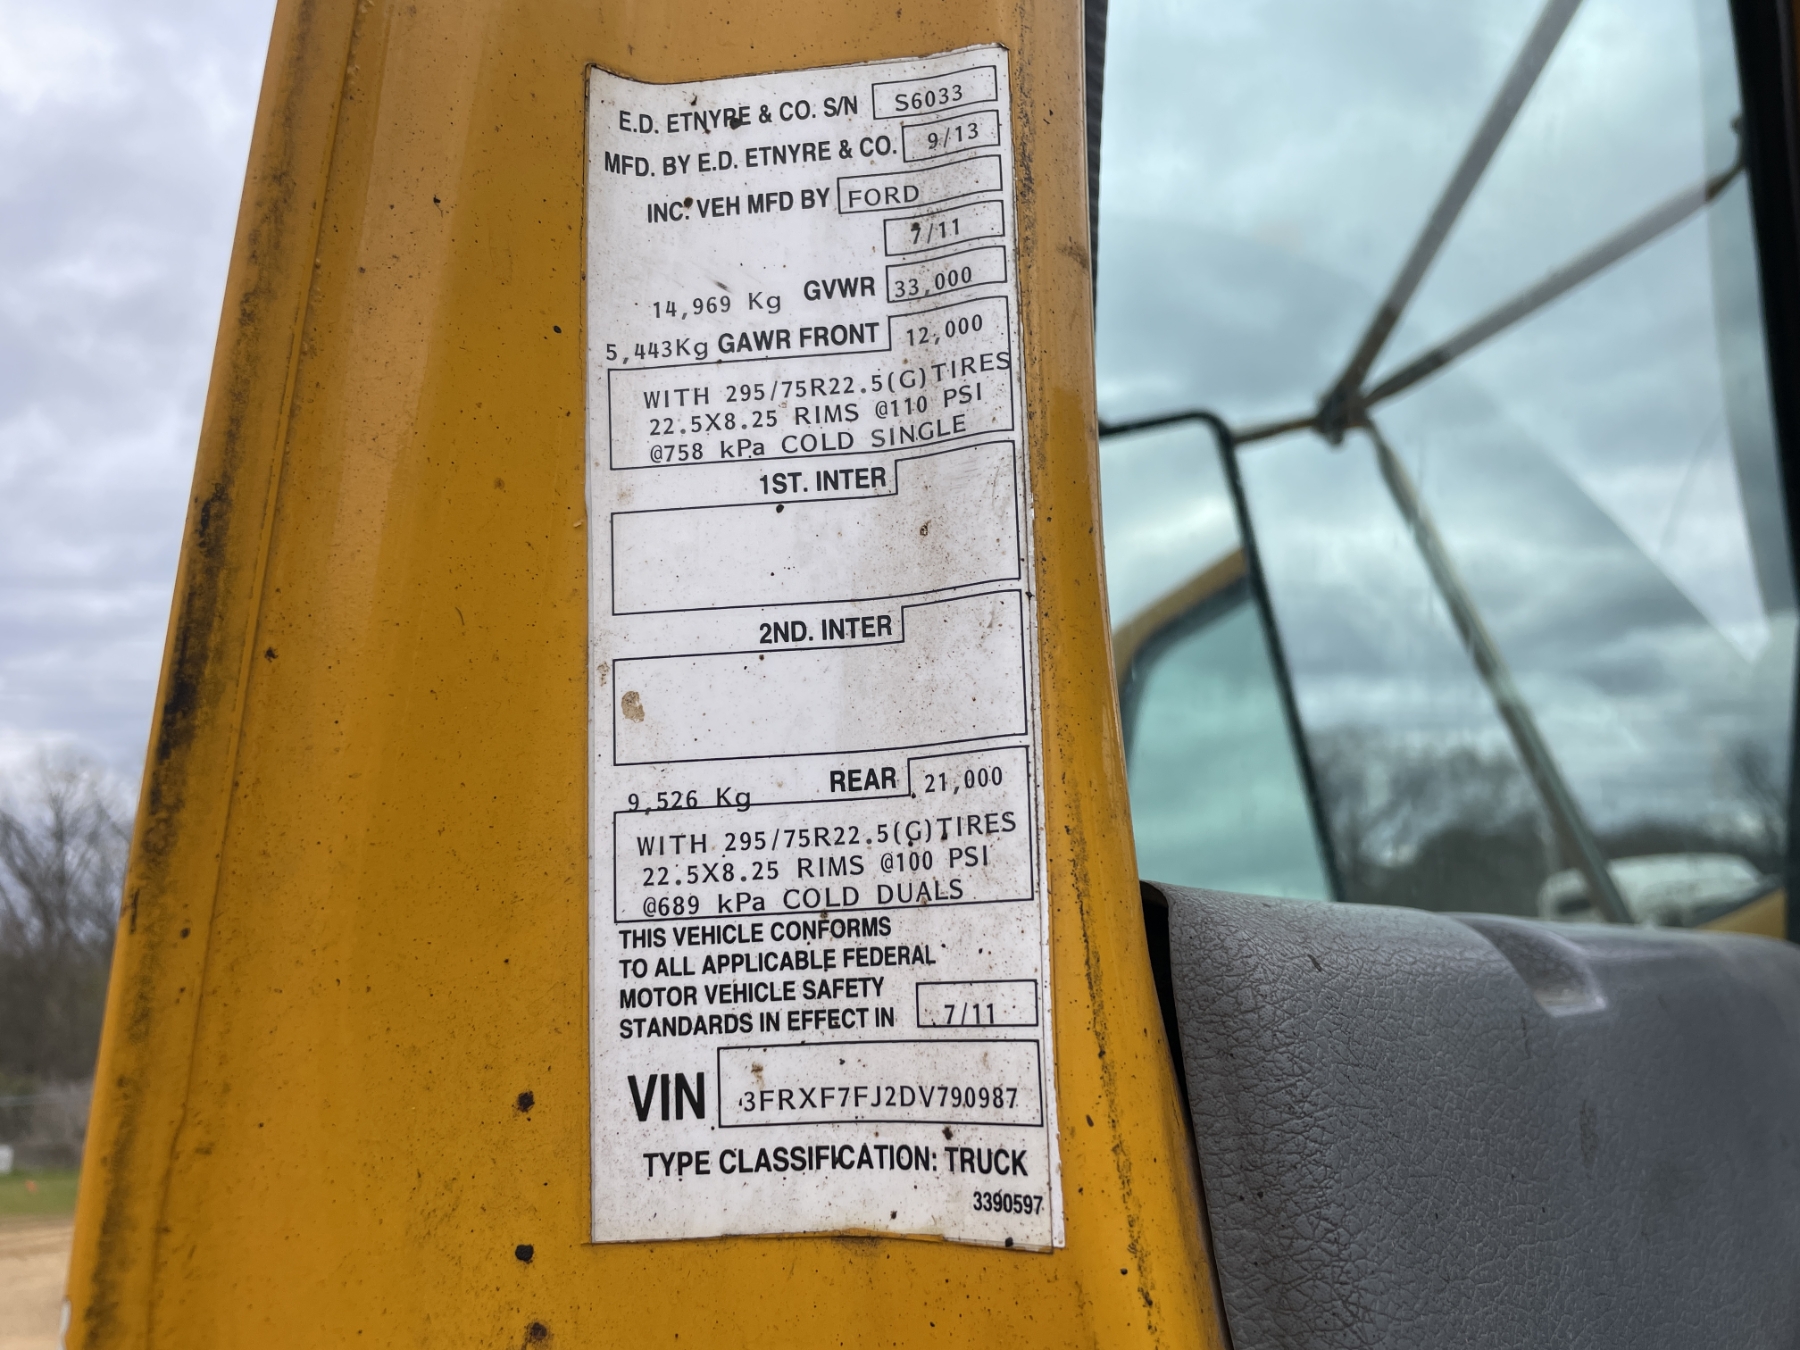 E.D. ETNYRE & CO. S/N S6033
MFD. BY E.D. ETNYRE & CO. 9/13
INC. VEH MFD BY FORD
7/11
14,969 Kg GVWR 33,000
5,443Kg GAWR FRONT 12,000
WITH 295/75R22.5(G)TIRES
22.5X8.25 RIMS @110 PSI
@758 kPa COLD SINGLE
1ST. INTER
2ND. INTER
9,526 Kg REAR 21,000
WITH 295/75R22.5(G)TIRES
22.5X8.25 RIMS @100 PSI
@689 kPa COLD DUALS
THIS VEHICLE CONFORMS
TO ALL APPLICABLE FEDERAL
MOTOR VEHICLE SAFETY
STANDARDS IN EFFECT IN 7/11
VIN 3FRXF7FJ2DV790987
TYPE CLASSIFICATION: TRUCK
3390597